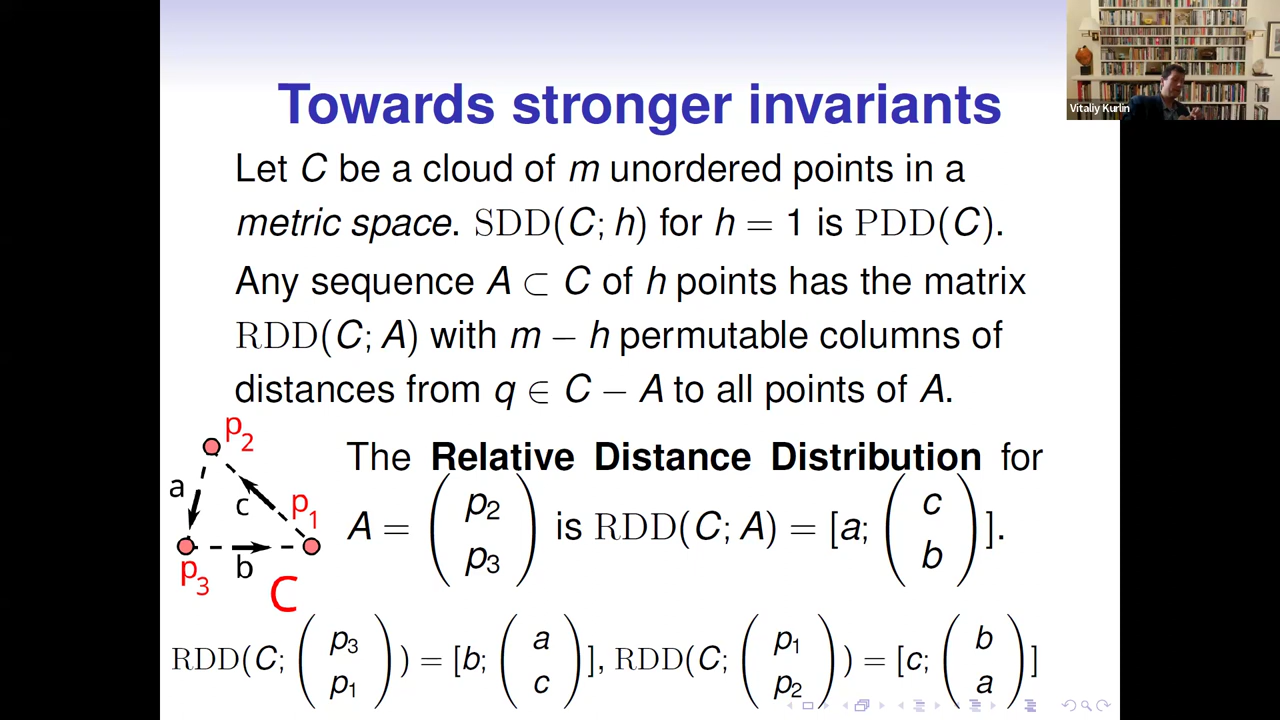 Towards stronger invariants
Vitaliy Kurlin
Let C be a cloud of m unordered points in a
metric space. SDD(C; h) for h = 1 is PDD(C).
Any sequence A ⊂ C of h points has the matrix
RDD(C; A) with m − h permutable columns of
distances from q ∈ C − A to all points of A.
p2
a
c
p1
p3
b
C
The Relative Distance Distribution for
A = (p2 p3) is RDD(C; A) = [a; (c b)].
RDD(C; (p3 p1)) = [b; (a c)], RDD(C; (p1 p2)) = [c; (b a)]